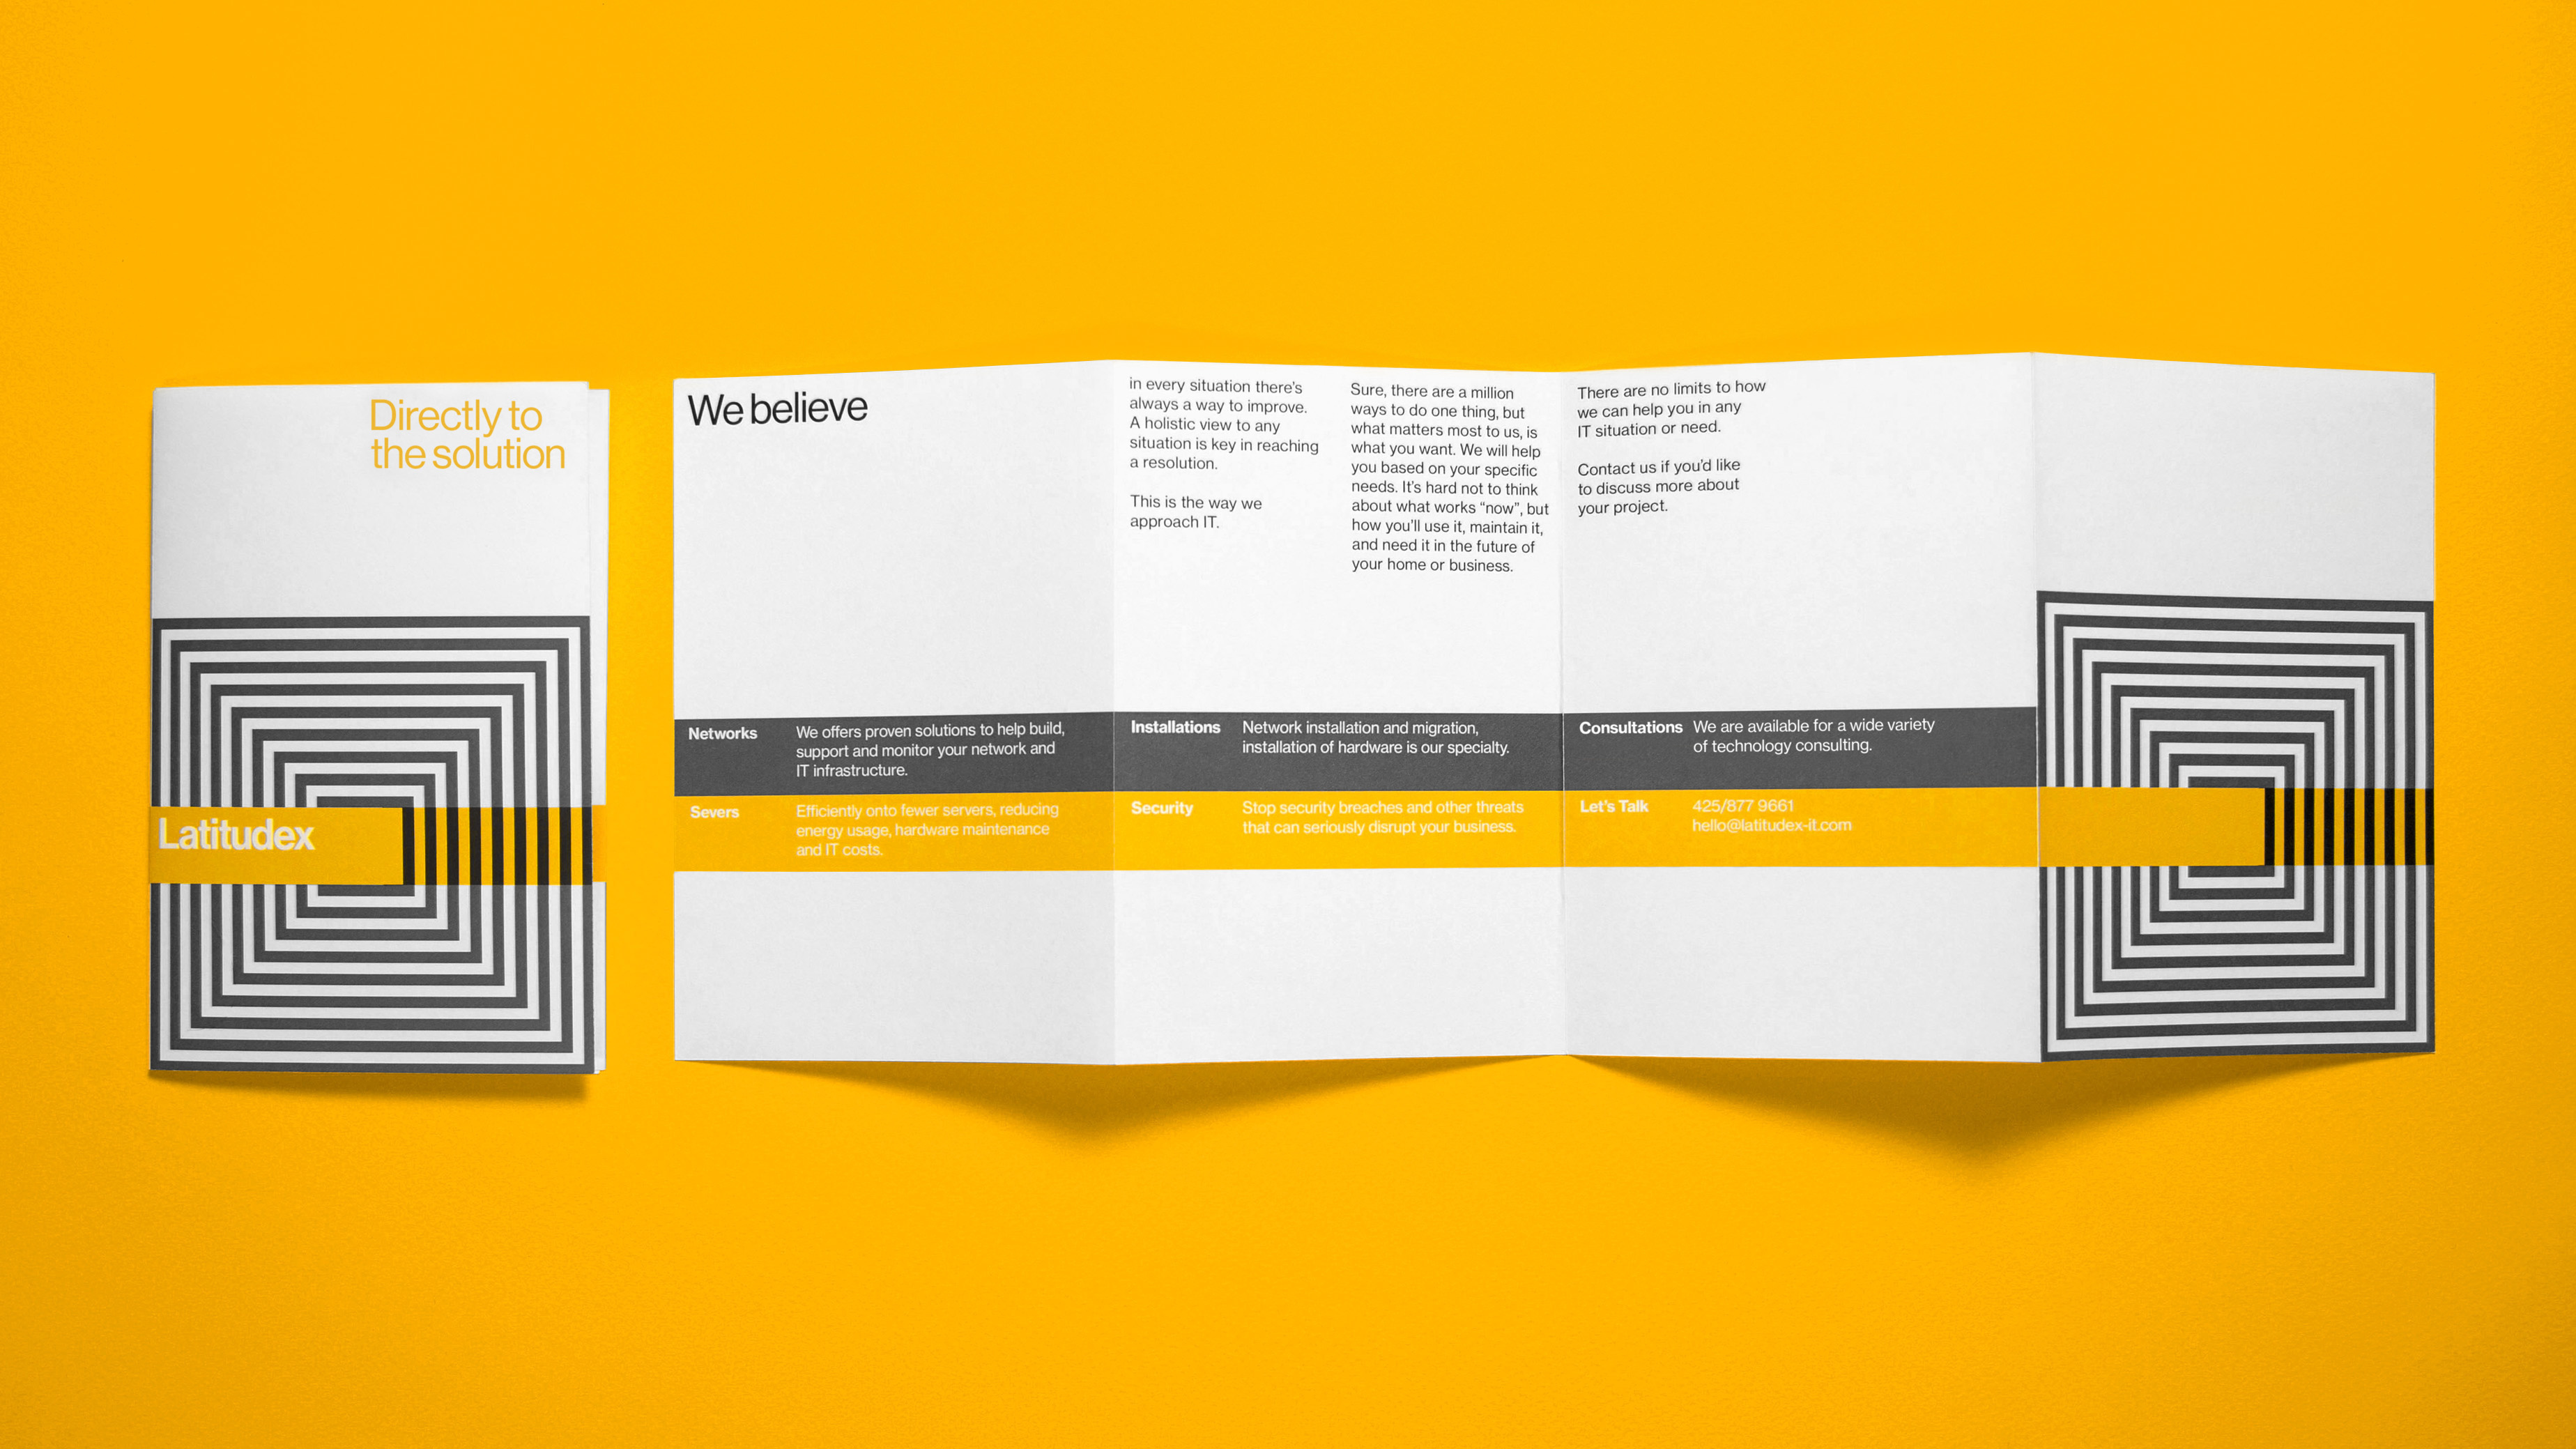 Directly to
the solution
Latitudex
We believe
in every situation there's
always a way to improve.
A holistic view to any
situation is key in reaching
a resolution.
This is the way we
approach IT.
Sure, there are a million
ways to do one thing, but
what matters most to us, is
what you want. We will help
you based on your specific
needs. It's hard not to think
about what works “now”, but
how you'll use it, maintain it,
and need it in the future of
your home or business.
There are no limits to how
we can help you in any
IT situation or need.
Contact us if you'd like
to discuss more about
your project.
Networks
We offers proven solutions to help build,
support and monitor your network and
IT infrastructure.
Severs
Efficiently onto fewer servers, reducing
energy usage, hardware maintenance
and IT costs.
Installations
Network installation and migration,
installation of hardware is our specialty.
Security
Stop security breaches and other threats
that can seriously disrupt your business.
Consultations
We are available for a wide variety
of technology consulting.
Let's Talk
425/877 9661
hello@latitudex-it.com